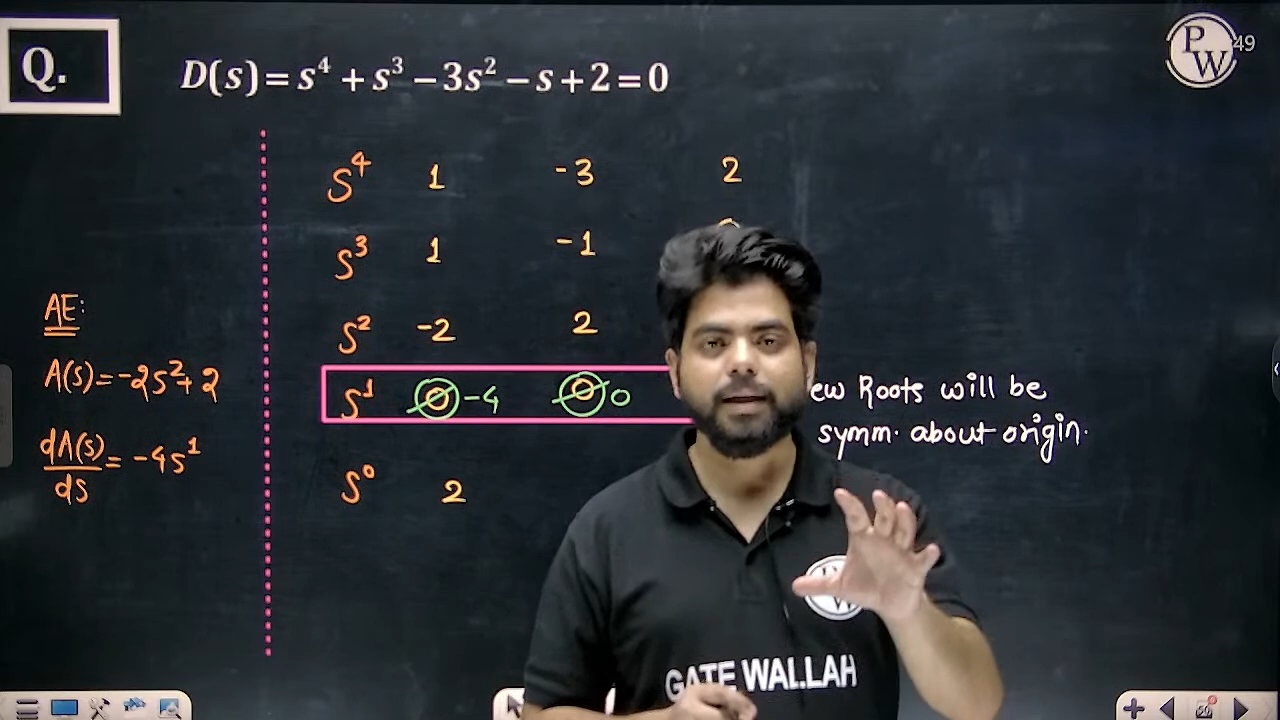 Q.
D(s) = s⁴ + s³ − 3s² − s + 2 = 0
PW 49
S⁴ 1 -3 2
S³ 1 -1
S² -2 2
S¹ 0 -4 0 0
S⁰ 2
AE:
A(s) = -2s² + 2
dA(s)/ds = -4s¹
ew Roots will be
symm. about origin.
GATE WALLAH